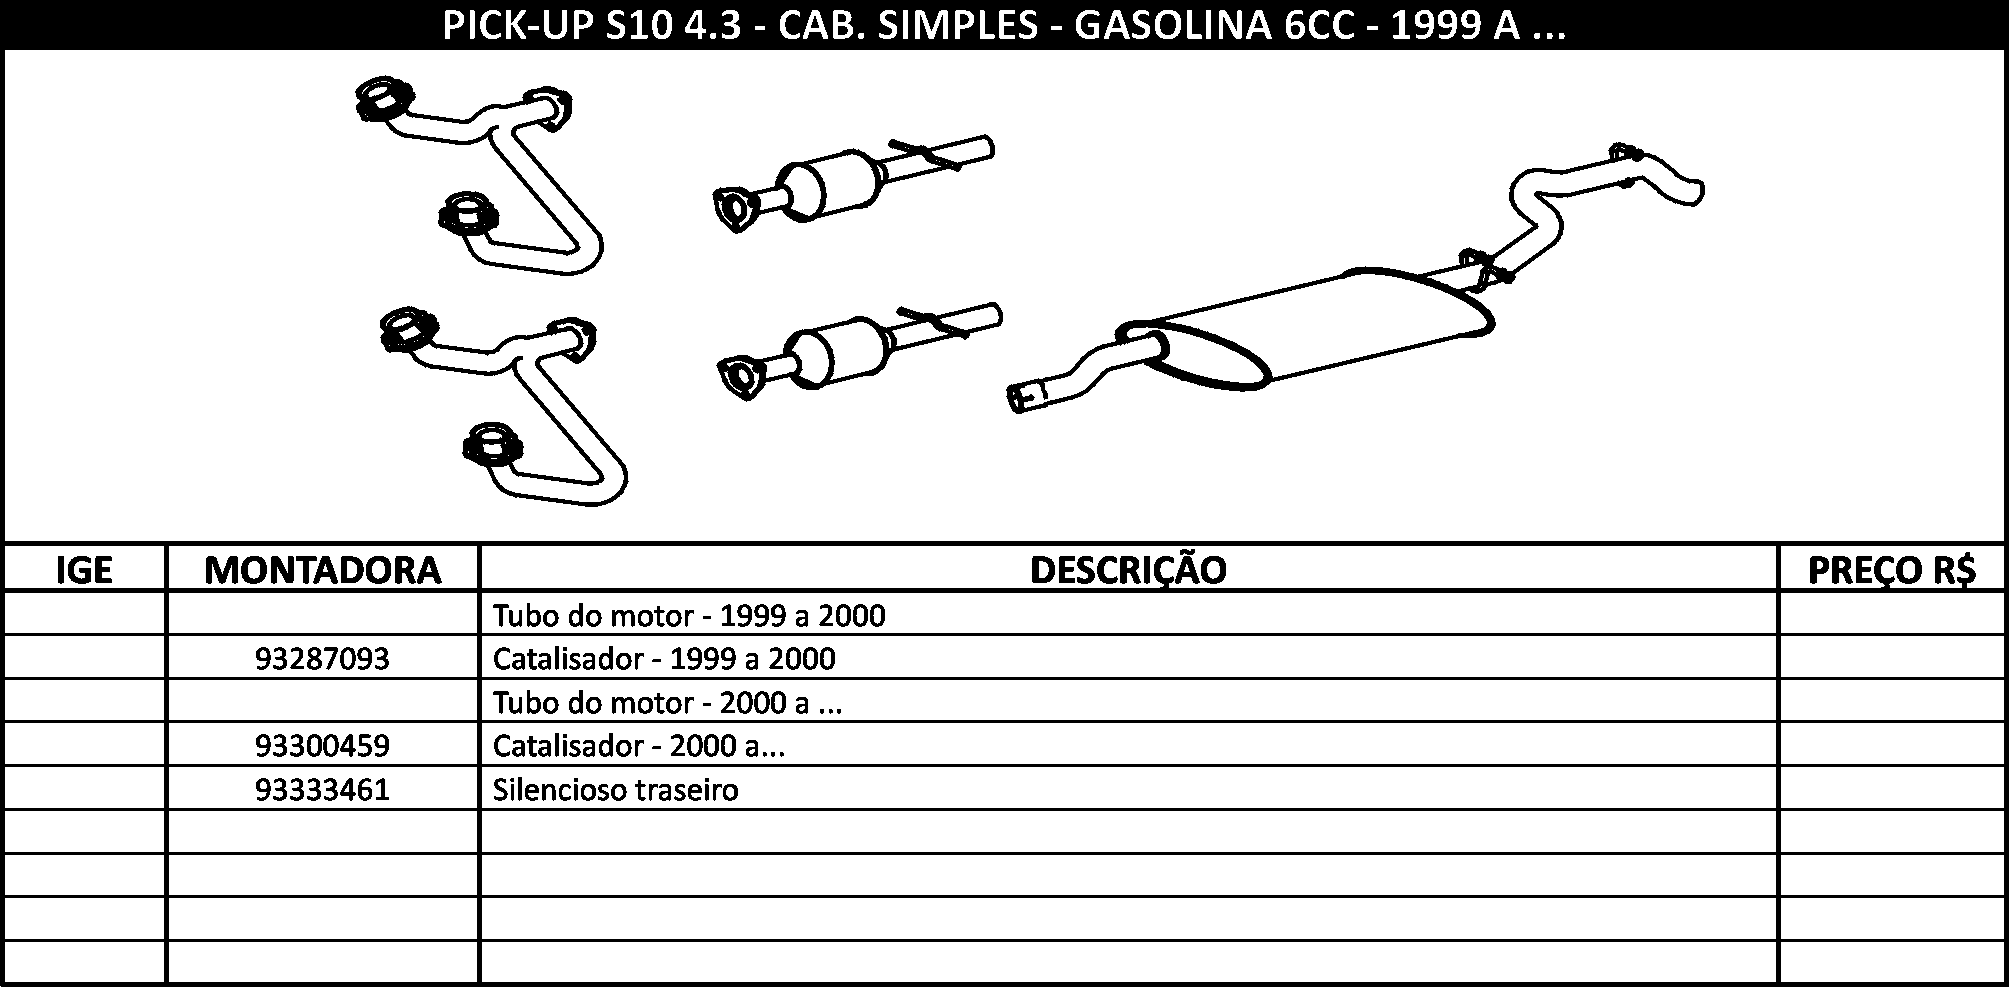 PICK-UP S10 4.3 - CAB. SIMPLES - GASOLINA 6CC - 1999 A ...
IGE MONTADORA DESCRIÇÃO PREÇO R$
Tubo do motor - 1999 a 2000
93287093 Catalisador - 1999 a 2000
Tubo do motor - 2000 a ...
93300459 Catalisador - 2000 a...
93333461 Silencioso traseiro